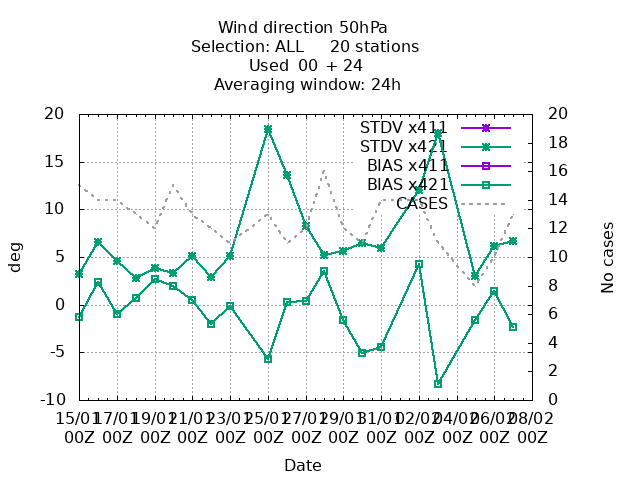 Wind direction 50hPa
Selection: ALL 20 stations
Used 00 + 24
Averaging window: 24h
20 20
STDV x411
18
STDV x421
15 16
BIAS x411
BIAS x421
14
10 CASES
12
deg 5 10 No cases
8
0
6
-5 4
2
-10 0
15/01 17/01 19/01 21/01 23/01 25/01 27/01 29/01 31/01 02/02 04/02 06/02 08/02
00Z 00Z 00Z 00Z 00Z 00Z 00Z 00Z 00Z 00Z 00Z 00Z 00Z
Date